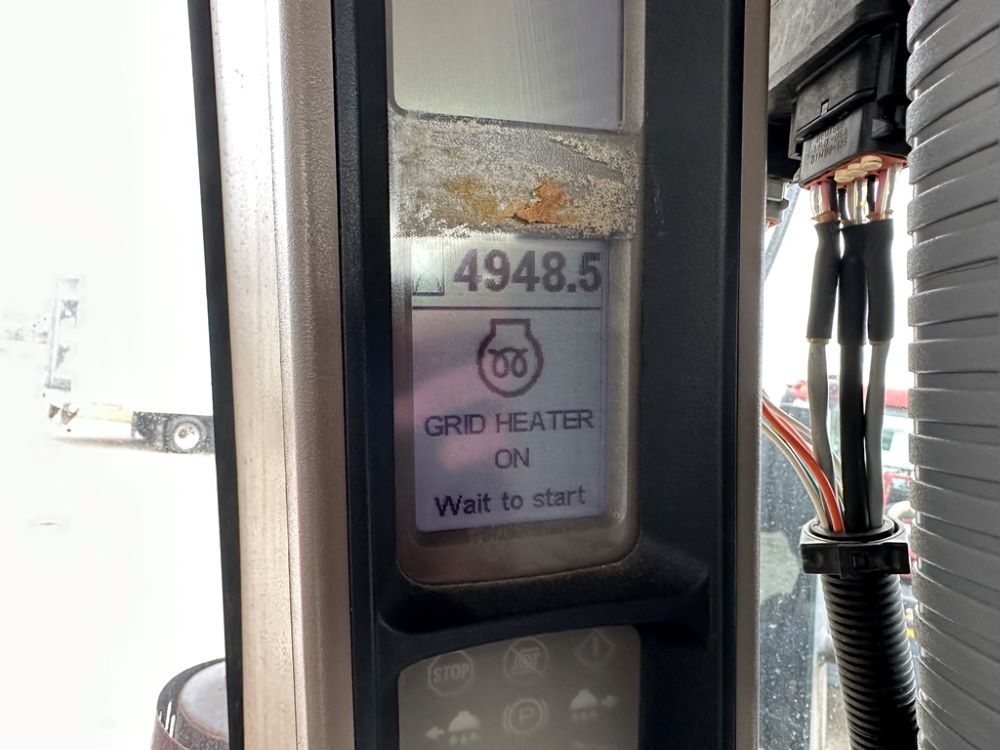 4948.5
GRID HEATER
ON
Wait to start
STOP
P